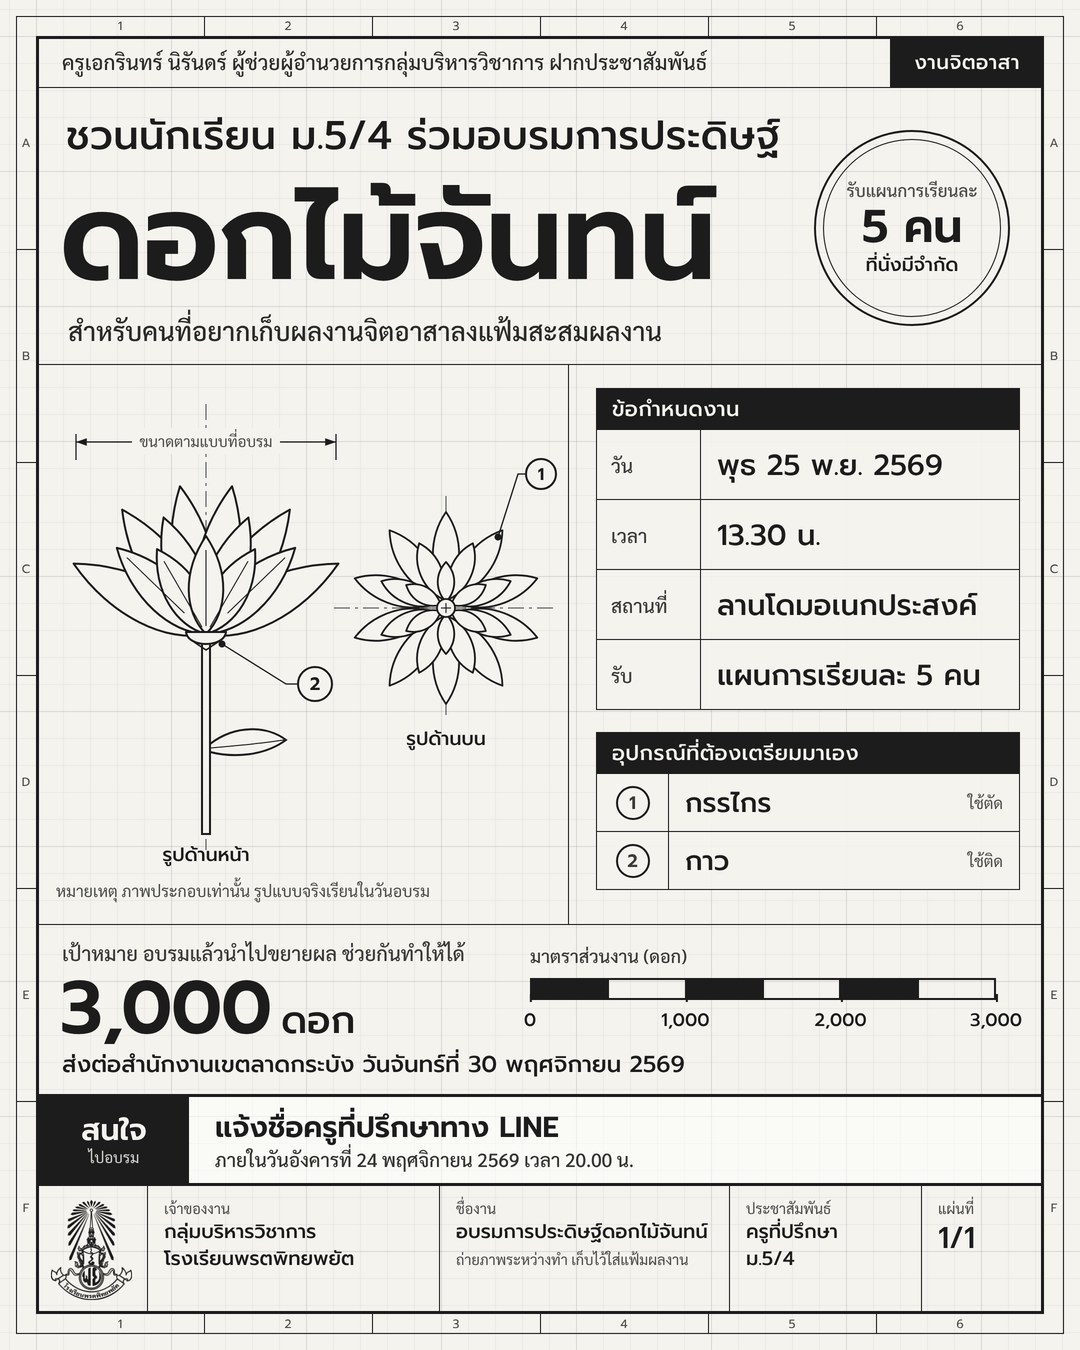 1 2 3 4 5 6
ครูเอกรินทร์ นิรันดร์ ผู้ช่วยผู้อำนวยการกลุ่มบริหารวิชาการ ฝากประชาสัมพันธ์
งานจิตอาสา
ชวนนักเรียน ม.5/4 ร่วมอบรมการประดิษฐ์
ดอกไม้จันทน์
สำหรับคนที่อยากเก็บผลงานจิตอาสาลงแฟ้มสะสมผลงาน
รับแผนการเรียนละ
5 คน
ที่นั่งมีจำกัด
A A
B B
C C
D D
E E
F F
ขนาดตามแบบที่อบรม
1
2
รูปด้านบน
รูปด้านหน้า
หมายเหตุ ภาพประกอบเท่านั้น รูปแบบจริงเรียนในวันอบรม
ข้อกำหนดงาน
วัน พุธ 25 พ.ย. 2569
เวลา 13.30 น.
สถานที่ ลานโดมอเนกประสงค์
รับ แผนการเรียนละ 5 คน
อุปกรณ์ที่ต้องเตรียมมาเอง
1 กรรไกร ใช้ตัด
2 กาว ใช้ติด
เป้าหมาย อบรมแล้วนำไปขยายผล ช่วยกันทำให้ได้
3,000 ดอก
ส่งต่อสำนักงานเขตลาดกระบัง วันจันทร์ที่ 30 พฤศจิกายน 2569
มาตราส่วนงาน (ดอก)
0 1,000 2,000 3,000
สนใจ
ไปอบรม
แจ้งชื่อครูที่ปรึกษาทาง LINE
ภายในวันอังคารที่ 24 พฤศจิกายน 2569 เวลา 20.00 น.
โรงเรียนพรตพิทยพยัต
เจ้าของงาน
กลุ่มบริหารวิชาการ
โรงเรียนพรตพิทยพยัต
ชื่องาน
อบรมการประดิษฐ์ดอกไม้จันทน์
ถ่ายภาพระหว่างทำ เก็บไว้ใส่แฟ้มผลงาน
ประชาสัมพันธ์
ครูที่ปรึกษา
ม.5/4
แผ่นที่
1/1
1 2 3 4 5 6